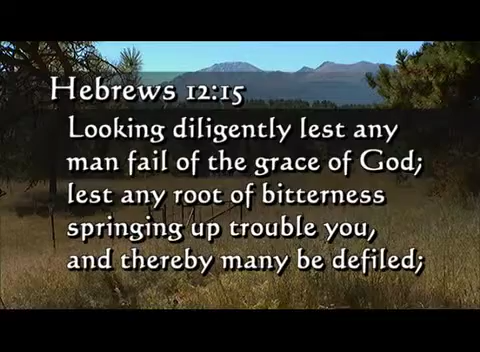 Hebrews 12:15
Looking diligently lest any
man fail of the grace of God;
lest any root of bitterness
springing up trouble you,
and thereby many be defiled;